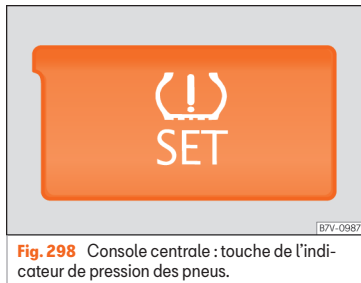 SET
B7V-0987
Fig. 298 Console centrale : touche de l'indi-
cateur de pression des pneus.